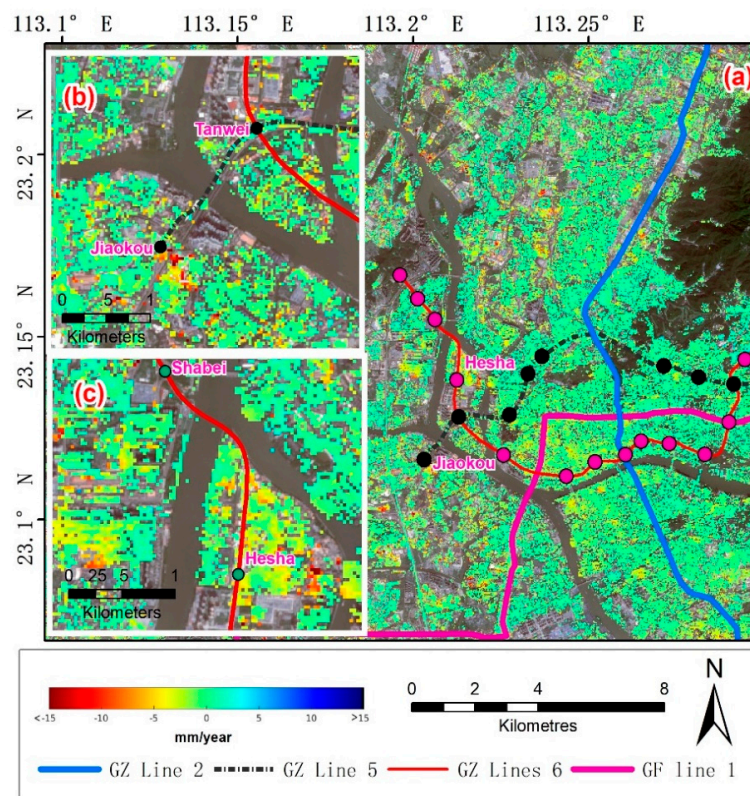 113.1° E 113.15° E 113.2° E 113.25° E
(a)
(b)
Tanwei
Jiaokou
0 5 1
Kilometers
23.2 N
23.15 N
23.1 N
(c)
Shabei
Hesha
0 25 5 1
Kilometers
Hesha
Jiaokou
<-15 -10 -5 0 5 10 >15
mm/year
0 2 4 8
Kilometres
N
GZ Line 2 GZ Line 5 GZ Lines 6 GF line 1